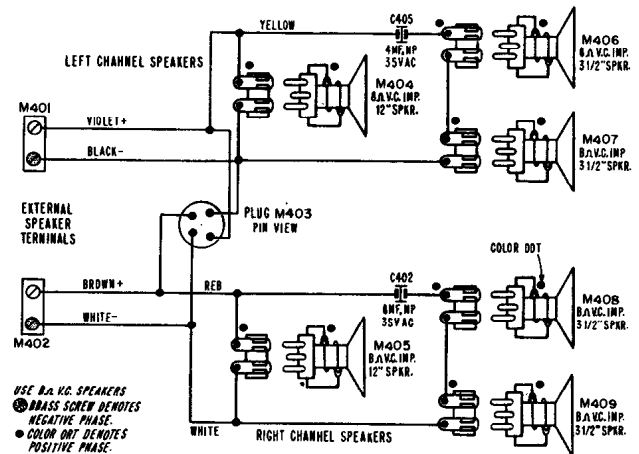 YELLOW
C405
4MF, NP
35VAC
M406
8Ω V.C. IMP.
3 1/2" SPKR.
LEFT CHANNEL SPEAKERS
M404
8Ω V.C. IMP.
12" SPKR.
M401
VIOLET+
BLACK-
M407
8Ω V.C. IMP.
3 1/2" SPKR.
EXTERNAL
SPEAKER
TERMINALS
PLUG M403
PIN VIEW
COLOR DOT
BROWN+
RED
C402
8MF, NP
35VAC
M408
8Ω V.C. IMP.
3 1/2" SPKR.
WHITE-
M402
M405
8Ω V.C. IMP.
12" SPKR.
USE 8Ω V.C. SPEAKERS
BRASS SCREW DENOTES
NEGATIVE PHASE.
COLOR ORT DENOTES
POSITIVE PHASE.
WHITE
RIGHT CHANNEL SPEAKERS
M409
8Ω V.C. IMP.
3 1/2" SPKR.